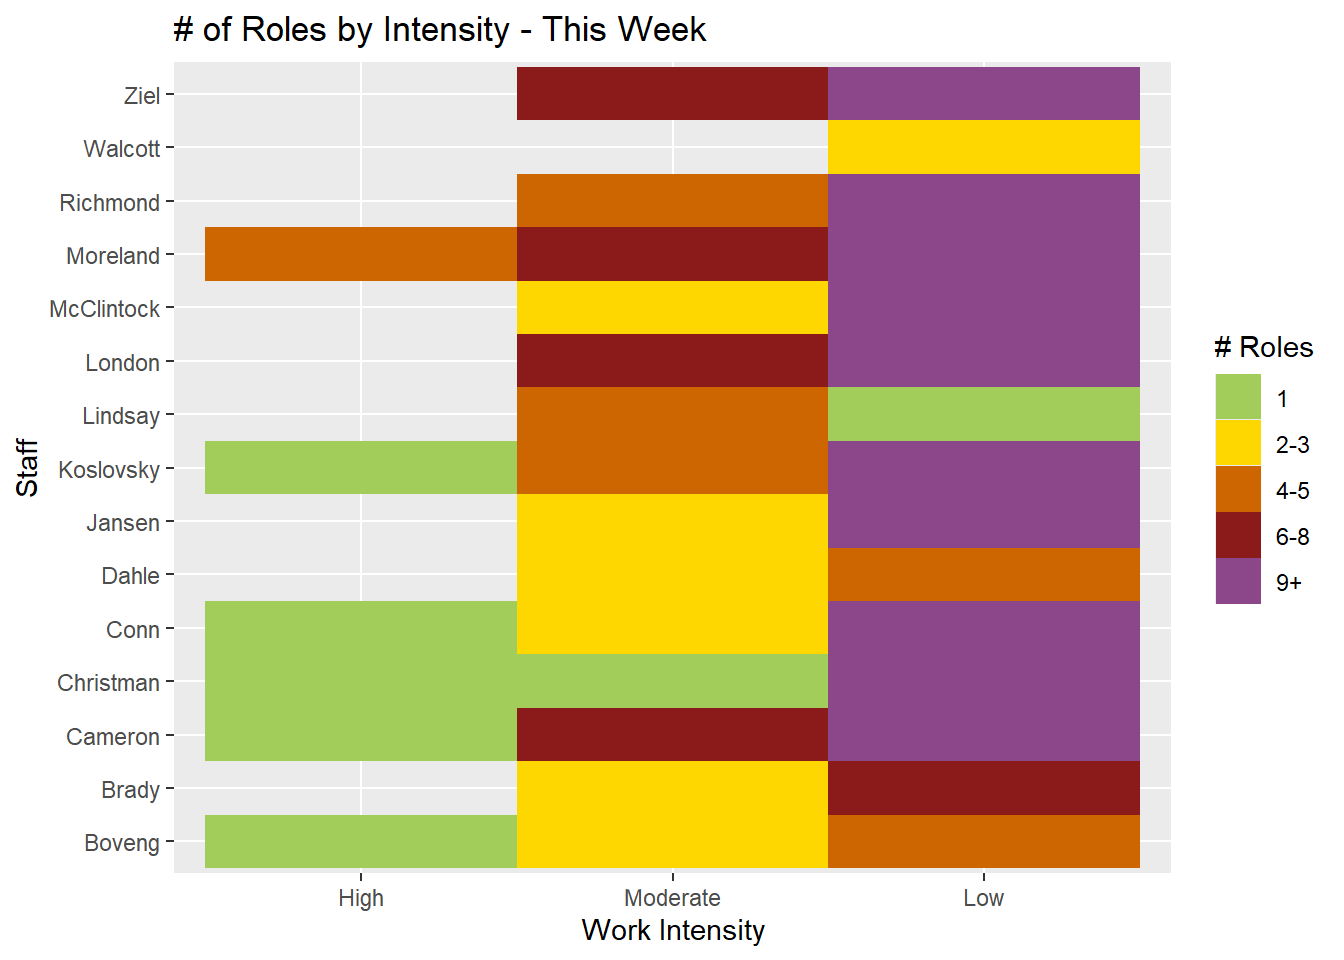 # of Roles by Intensity - This Week
Ziel
Walcott
Richmond
Moreland
McClintock
London
Lindsay
Koslovsky
Jansen
Dahle
Conn
Christman
Cameron
Brady
Boveng
Staff
High
Moderate
Low
Work Intensity
# Roles
1
2-3
4-5
6-8
9+